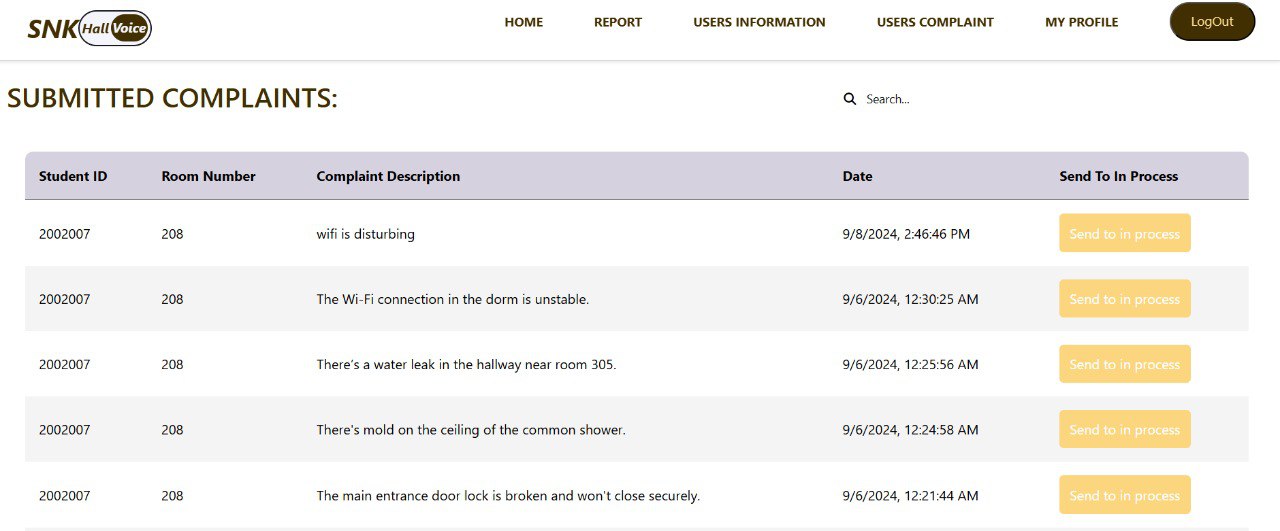 SNK Hall Voice HOME REPORT USERS INFORMATION USERS COMPLAINT MY PROFILE LogOut
SUBMITTED COMPLAINTS: Search...
Student ID Room Number Complaint Description Date Send To In Process
2002007 208 wifi is disturbing 9/8/2024, 2:46:46 PM Send to in process
2002007 208 The Wi-Fi connection in the dorm is unstable. 9/6/2024, 12:30:25 AM Send to in process
2002007 208 There's a water leak in the hallway near room 305. 9/6/2024, 12:25:56 AM Send to in process
2002007 208 There's mold on the ceiling of the common shower. 9/6/2024, 12:24:58 AM Send to in process
2002007 208 The main entrance door lock is broken and won't close securely. 9/6/2024, 12:21:44 AM Send to in process